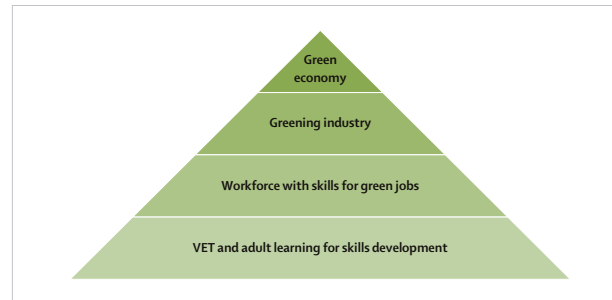 Green
economy
Greening industry
Workforce with skills for green jobs
VET and adult learning for skills development